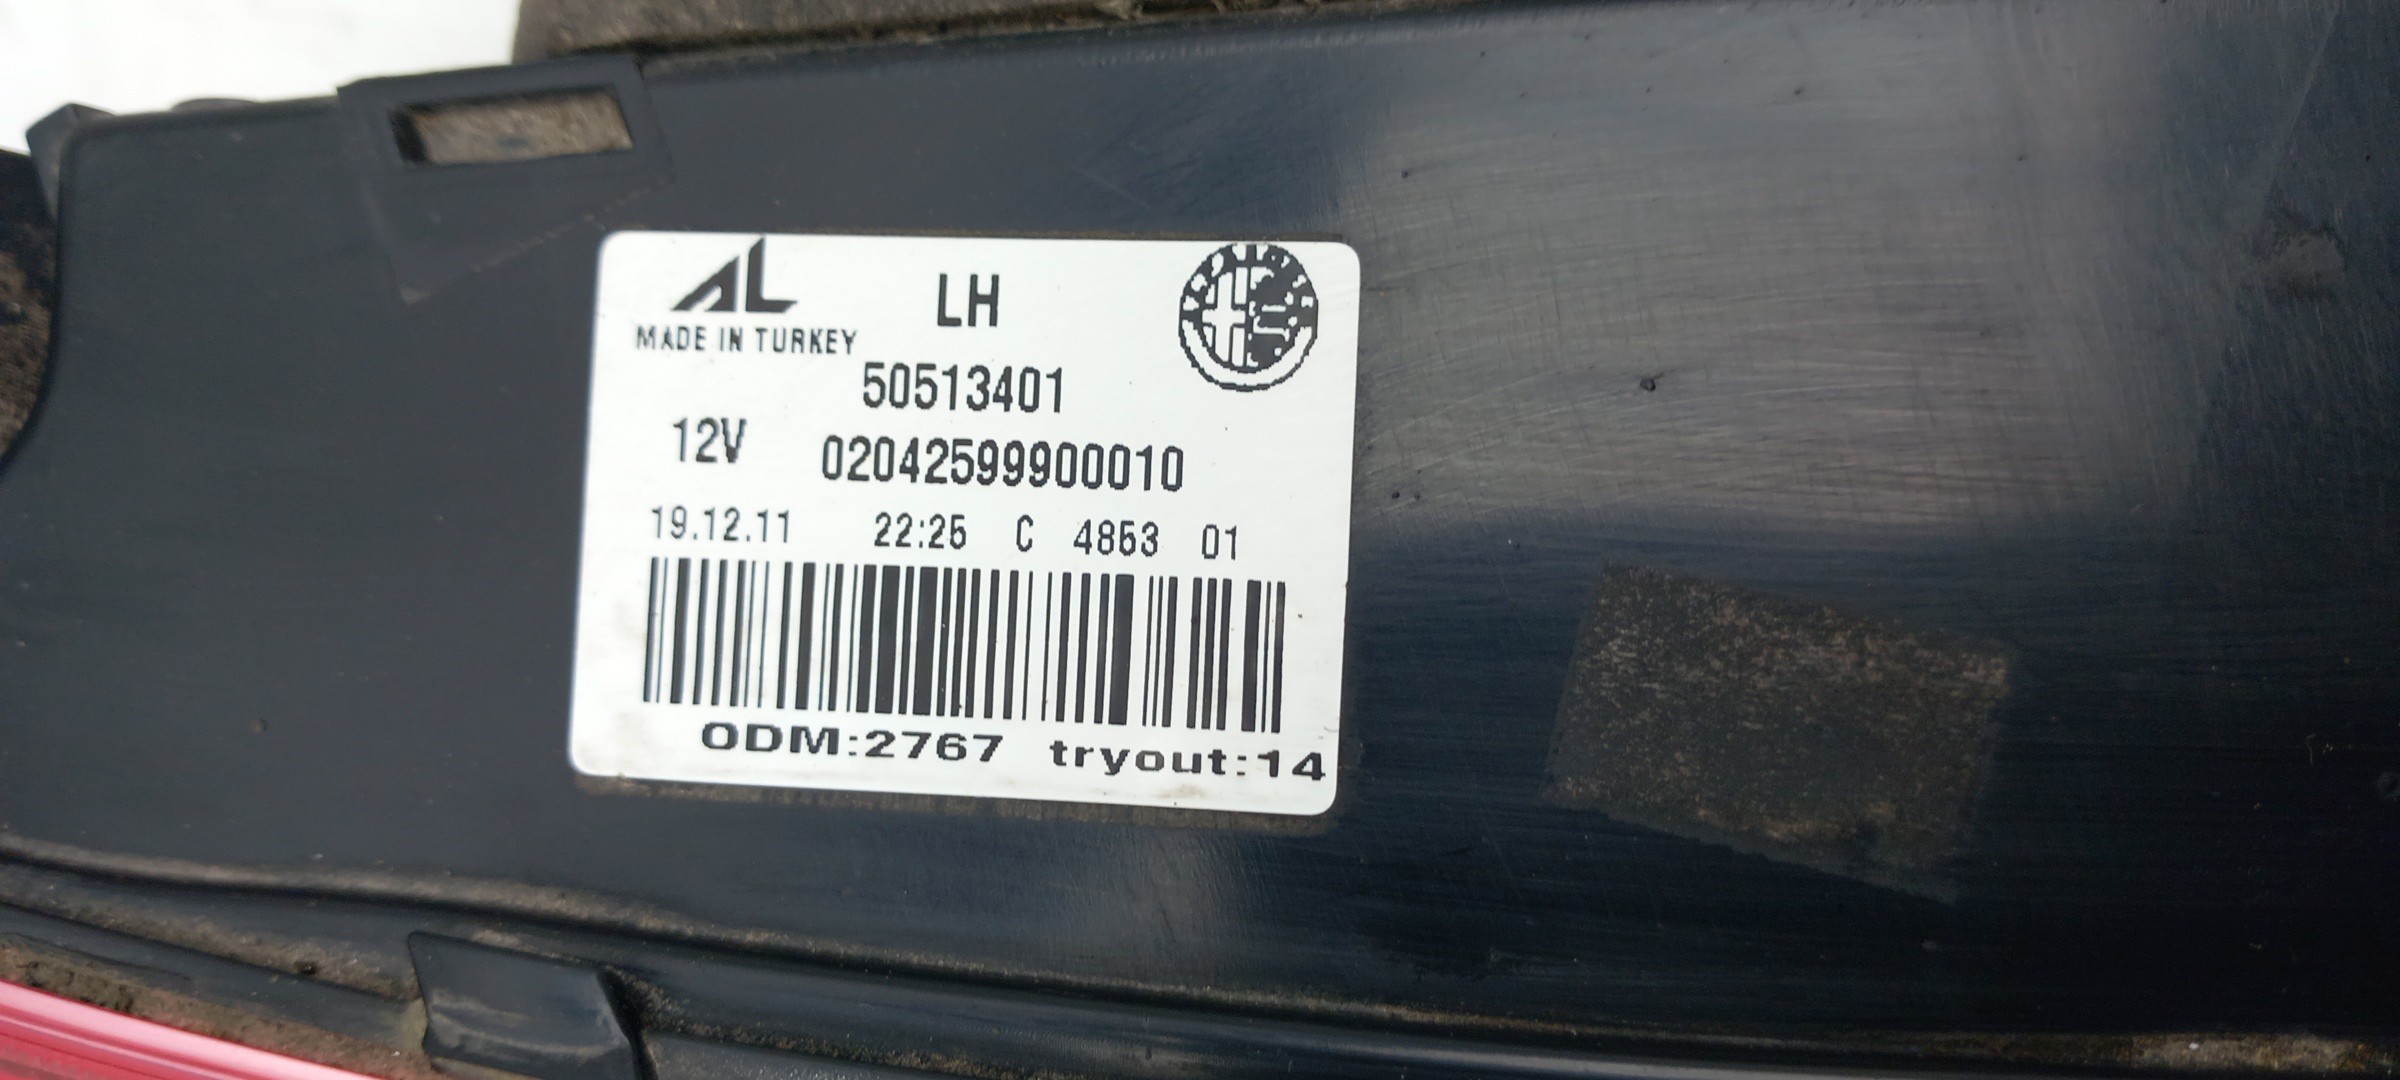 AL LH
MADE IN TURKEY
50513401
12V 02042599900010
19.12.11 22:25 C 4853 01
ODM:2767 tryout:14